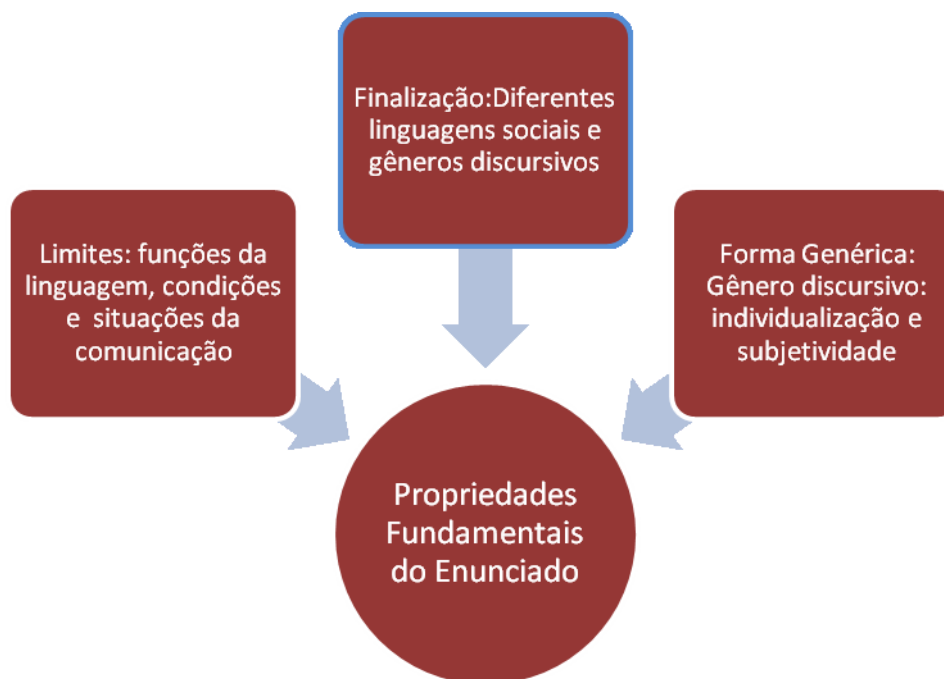 Finalização:Diferentes
linguagens sociais e
gêneros discursivos
Limites: funções da
linguagem, condições
e situações da
comunicação
Forma Genérica:
Gênero discursivo:
individualização e
subjetividade
Propriedades
Fundamentais
do Enunciado